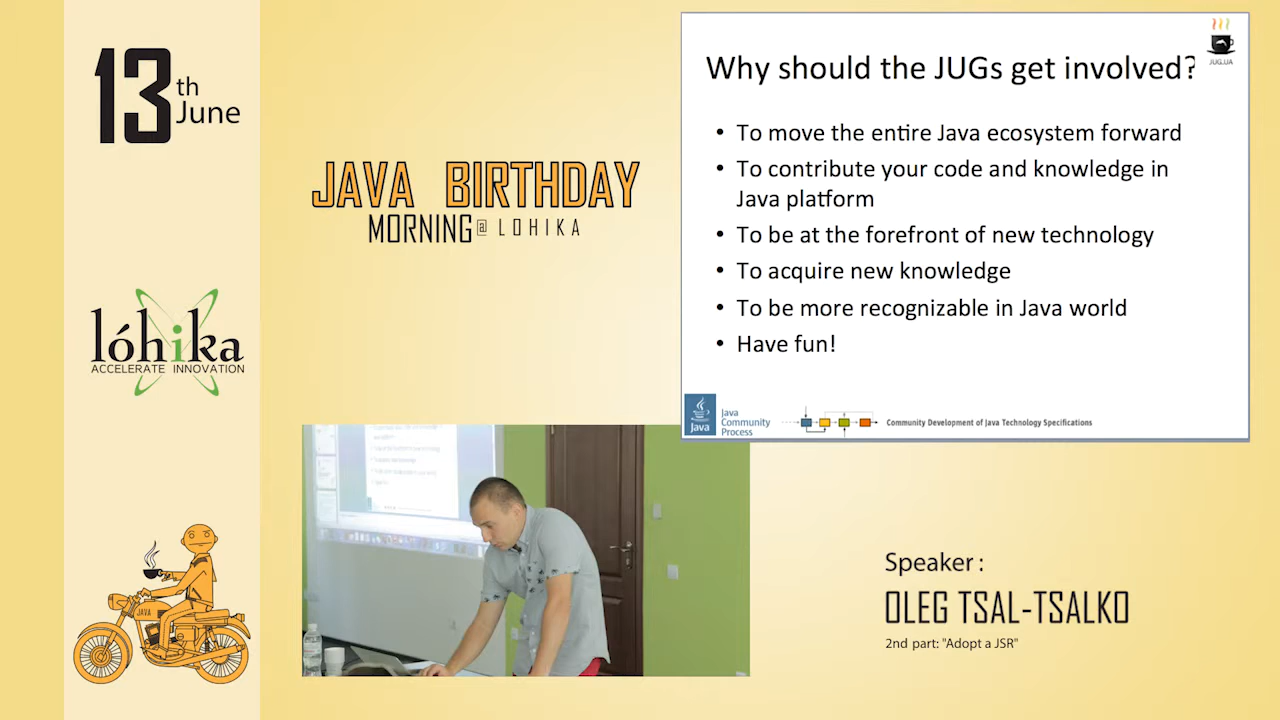 13th
June
JAVA BIRTHDAY
MORNING @ LOHIKA
lóhika
ACCELERATE INNOVATION
JAVA
JUG.UA
Why should the JUGs get involved?
• To move the entire Java ecosystem forward
• To contribute your code and knowledge in
Java platform
• To be at the forefront of new technology
• To acquire new knowledge
• To be more recognizable in Java world
• Have fun!
Java
Java
Community
Process
Community Development of Java Technology Specifications
Speaker :
OLEG TSAL-TSALKO
2nd part: "Adopt a JSR"